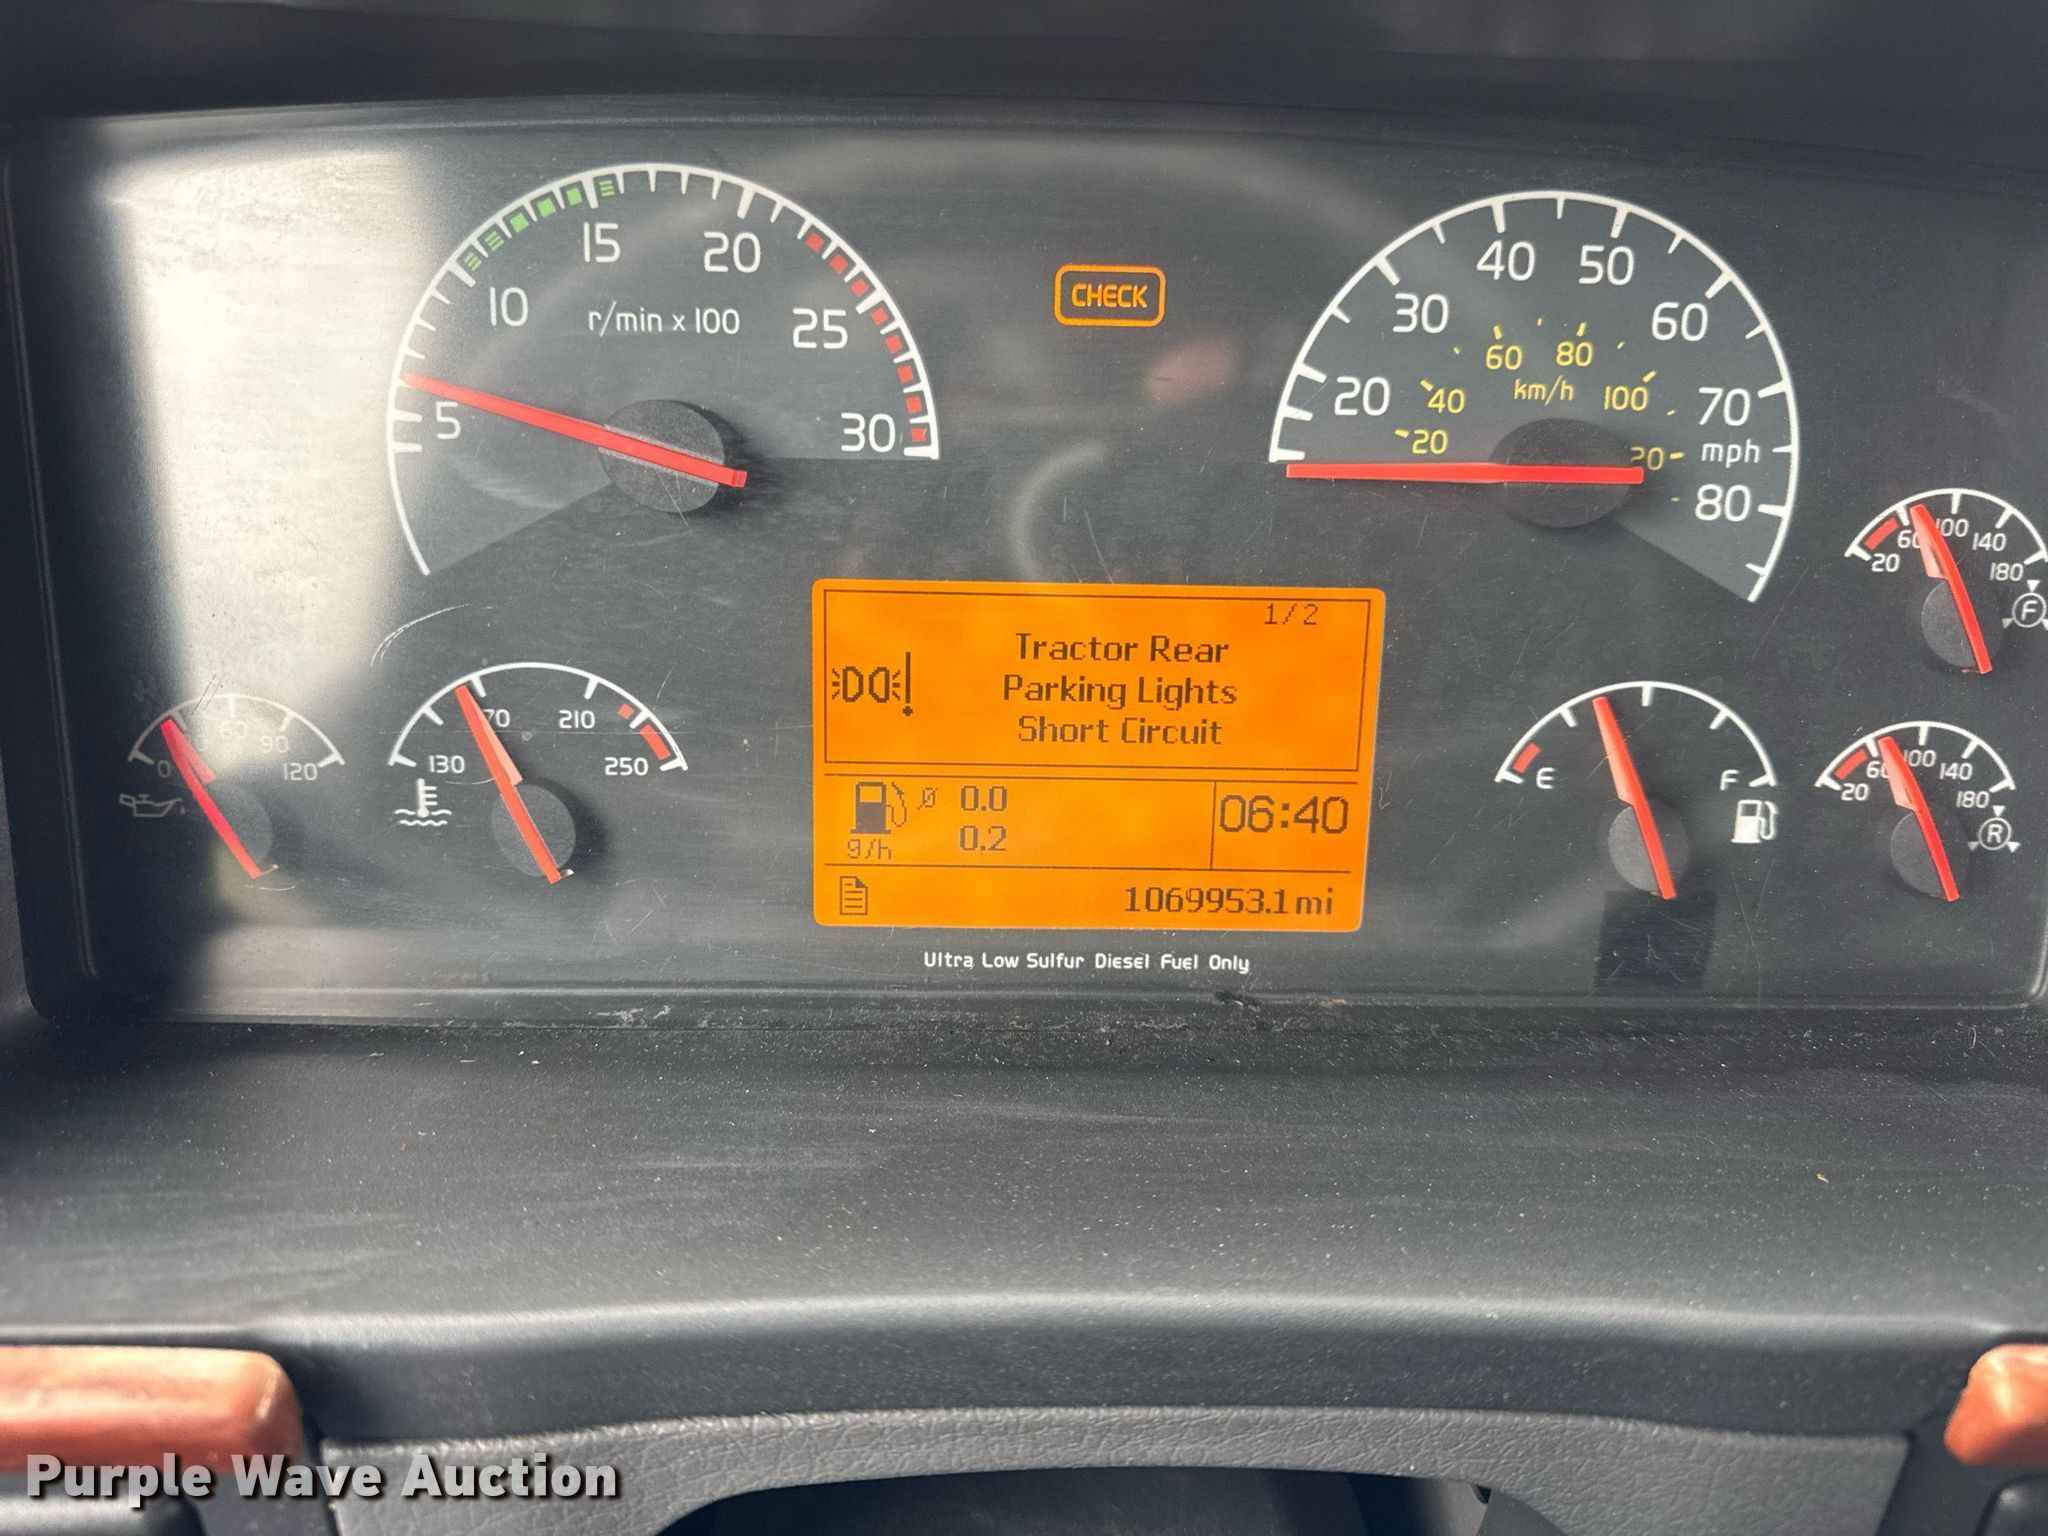 15
20
10
r/min x 100
25
5
30
CHECK
40
50
30
60
60
80
20
40
km/h
100
70
20
mph
80
60
100
140
20
180
F
1/2
Tractor Rear
Parking Lights
Short Circuit
60
90
0
120
70
210
130
250
E
F
60
100
140
20
180
R
0.0
0.2
g/h
06:40
1069953.1 mi
Ultra Low Sulfur Diesel Fuel Only
Purple Wave Auction